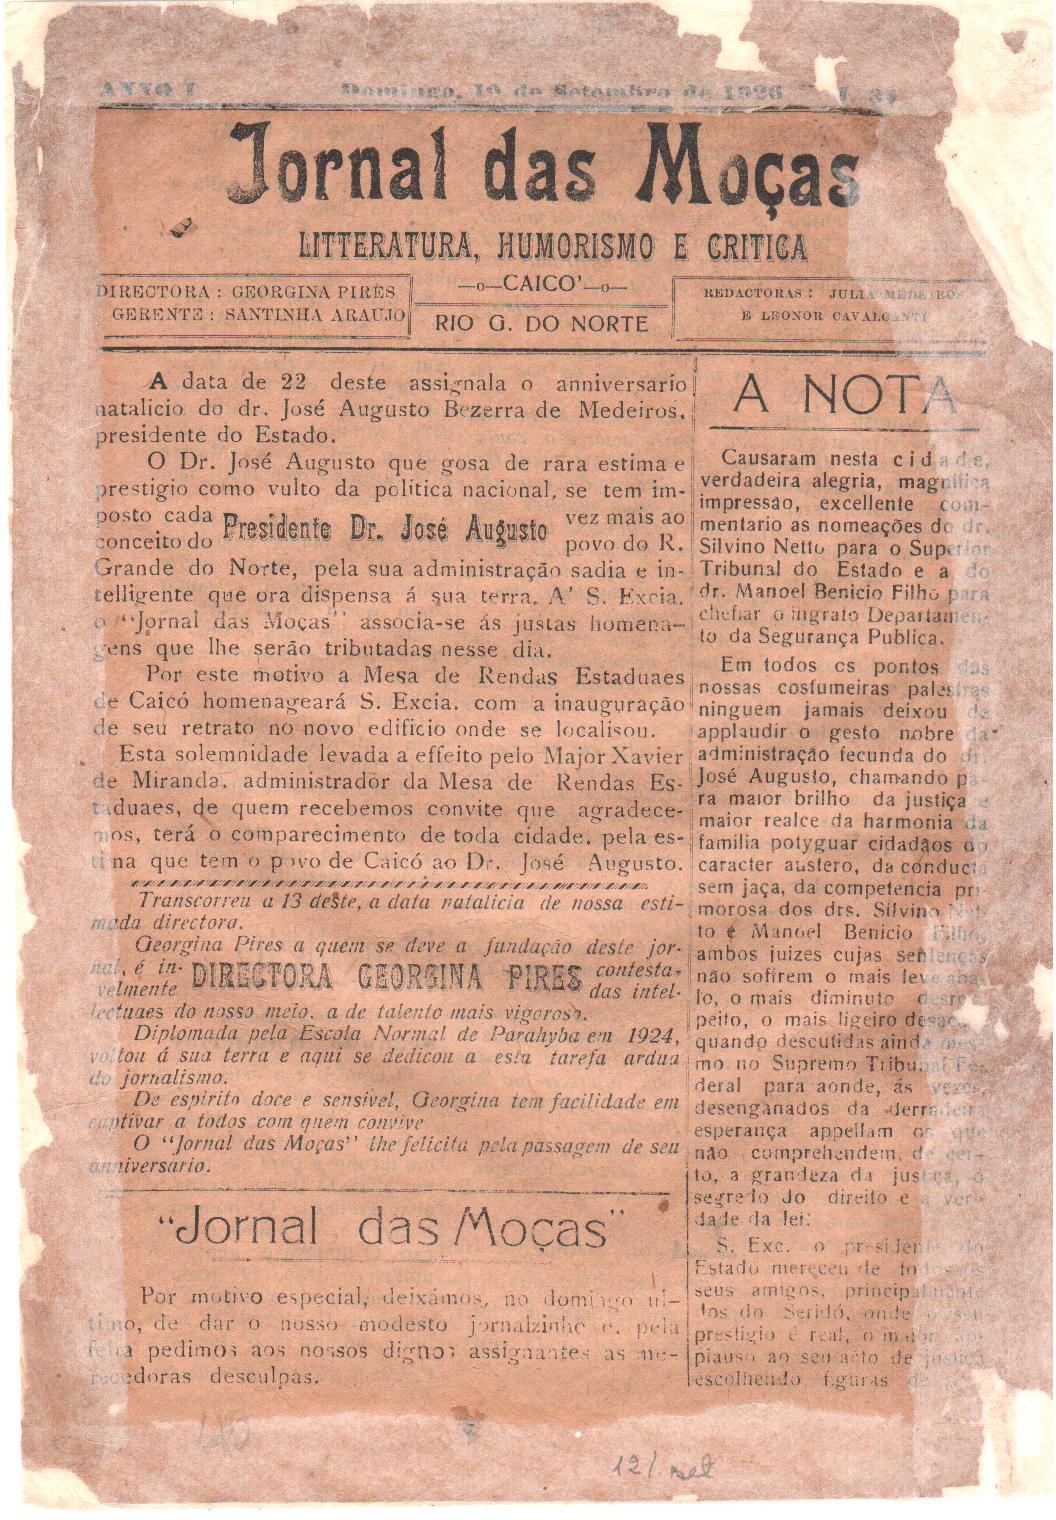 ANNO I Domingo, 19 de Setembro de 1926 34
Jornal das Moças
LITTERATURA, HUMORISMO E CRITICA
DIRECTORA : GEORGINA PIRES
GERENTE : SANTINHA ARAUJO
—o—CAICO'—o—
RIO G. DO NORTE
REDACTORAS : JULIA MEDEIROS
E LEONOR CAVALCANTI
A data de 22 deste assignala o anniversario
natalicio do dr. José Augusto Bezerra de Medeiros,
presidente do Estado.
O Dr. José Augusto que gosa de rara estima e
prestigio como vulto da politica nacional, se tem im-
posto cada vez mais ao
Presidente Dr. José Augusto
conceito do povo do R.
Grande do Norte, pela sua administração sadia e in-
telligente que ora dispensa á sua terra. A' S. Excia.
o "Jornal das Moças" associa-se ás justas homena-
gens que lhe serão tributadas nesse dia.
Por este motivo a Mesa de Rendas Estaduaes
de Caicó homenageará S. Excia. com a inauguração
de seu retrato no novo edificio onde se localisou.
Esta solemnidade levada a effeito pelo Major Xavier
de Miranda, administrador da Mesa de Rendas Es-
taduaes, de quem recebemos convite que agradece-
mos, terá o comparecimento de toda cidade, pela es-
tina que tem o povo de Caicó ao Dr. José Augusto.
Transcorreu a 13 deste, a data natalicia de nossa esti-
mada directora.
Georgina Pires a quem se deve a fundação deste jor-
nal, é in- contesta-
DIRECTORA GEORGINA PIRES
velmente das intel-
lectuaes do nosso meio, a de talento mais vigoroso.
Diplomada pela Escola Normal de Parahyba em 1924,
voltou á sua terra e aqui se dedicou a esta tarefa ardua
do jornalismo.
De espirito doce e sensivel, Georgina tem facilidade em
captivar a todos com quem convive
O "Jornal das Moças" lhe felicita pela passagem de seu
anniversario.
"Jornal das Moças"
Por motivo especial, deixámos, no domingo ul-
timo, de dar o nosso modesto jornalzinho e, pela
falta pedimos aos nossos dignos assignantes as me-
recedoras desculpas.
A NOTA
Causaram nesta cidade,
verdadeira alegria, magnifica
impressão, excellente com-
mentario as nomeações do dr.
Silvino Netto para o Superior
Tribunal do Estado e a do
dr. Manoel Benicio Filho para
chefiar o ingrato Departamen-
to da Segurança Publica.
Em todos os pontos das
nossas costumeiras palestras
ninguem jamais deixou de
applaudir o gesto nobre da
administração fecunda do dr.
José Augusto, chamando pa-
ra maior brilho da justiça e
maior realce da harmonia da
familia potyguar cidadãos do
caracter austero, da conducta
sem jaça, da competencia pri-
morosa dos drs. Silvino Net-
to e Manoel Benicio Filho,
ambos juizes cujas sentenças
não sofirem o mais leve aba-
lo, o mais diminuto desres-
peito, o mais ligeiro
quando descutidas ainda mes-
mo no Supremo Tribunal Fe-
deral para aonde, ás vezes,
desenganados da derradeira
esperança appellam os que
não comprehendem, de cer-
to, a grandeza da justiça, o
segredo do direito e a ver-
dade da lei.
S. Exc. o presidente do
Estado mereceu de todos os
seus amigos, principalmente
dos do Seridó, onde o seu
prestigio é real, o maior ap-
plauso ao seu acto de justiça
escolhendo figuras de
12/set